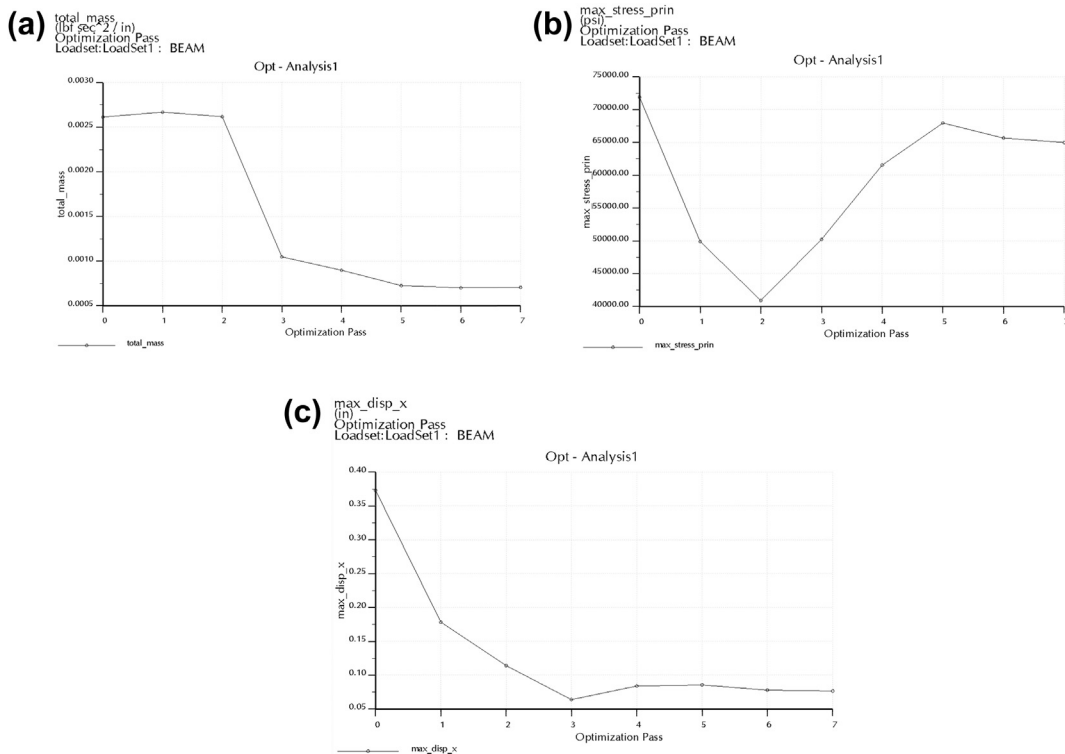 (a)
total_mass
(lbf sec^2 / in)
Optimization Pass
Loadset:LoadSet1 : BEAM
Opt - Analysis1
0.0030
0.0025
0.0020
0.0015
0.0010
0.0005
total_mass
0 1 2 3 4 5 6 7
Optimization Pass
total_mass
(b)
max_stress_prin
(psi)
Optimization Pass
Loadset:LoadSet1 : BEAM
Opt - Analysis1
75000.00
70000.00
65000.00
60000.00
55000.00
50000.00
45000.00
40000.00
max_stress_prin
0 1 2 3 4 5 6 7
Optimization Pass
max_stress_prin
(c)
max_disp_x
(in)
Optimization Pass
Loadset:LoadSet1 : BEAM
Opt - Analysis1
0.40
0.35
0.30
0.25
0.20
0.15
0.10
0.05
max_disp_x
0 1 2 3 4 5 6 7
Optimization Pass
max_disp_x